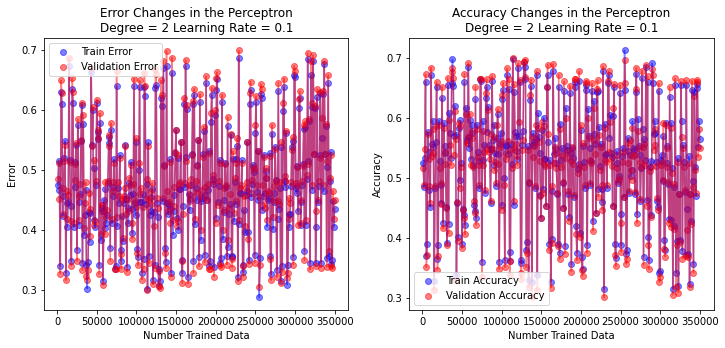 Error Changes in the Perceptron
Degree = 2 Learning Rate = 0.1
Train Error
Validation Error
Error
0.7
0.6
0.5
0.4
0.3
0 50000 100000 150000 200000 250000 300000 350000
Number Trained Data
Accuracy Changes in the Perceptron
Degree = 2 Learning Rate = 0.1
Accuracy
0.7
0.6
0.5
0.4
0.3
Train Accuracy
Validation Accuracy
0 50000 100000 150000 200000 250000 300000 350000
Number Trained Data